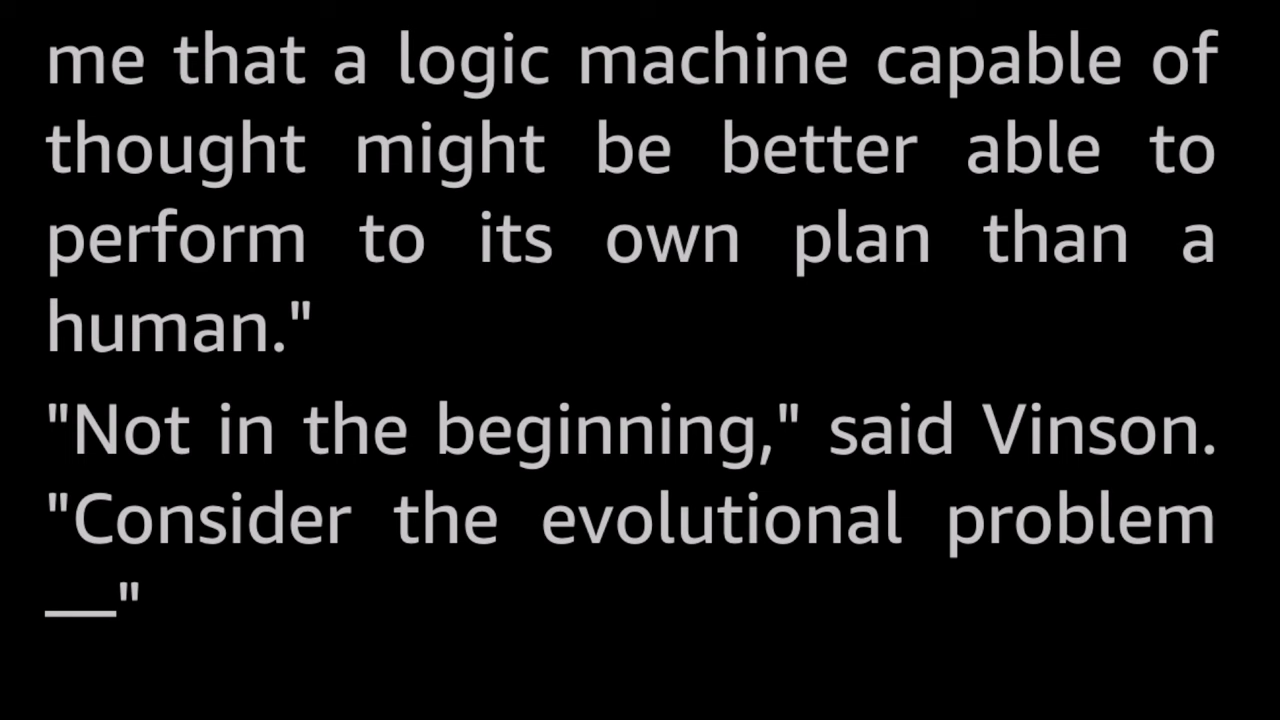 me that a logic machine capable of
thought might be better able to
perform to its own plan than a
human."
"Not in the beginning," said Vinson.
"Consider the evolutional problem
—"